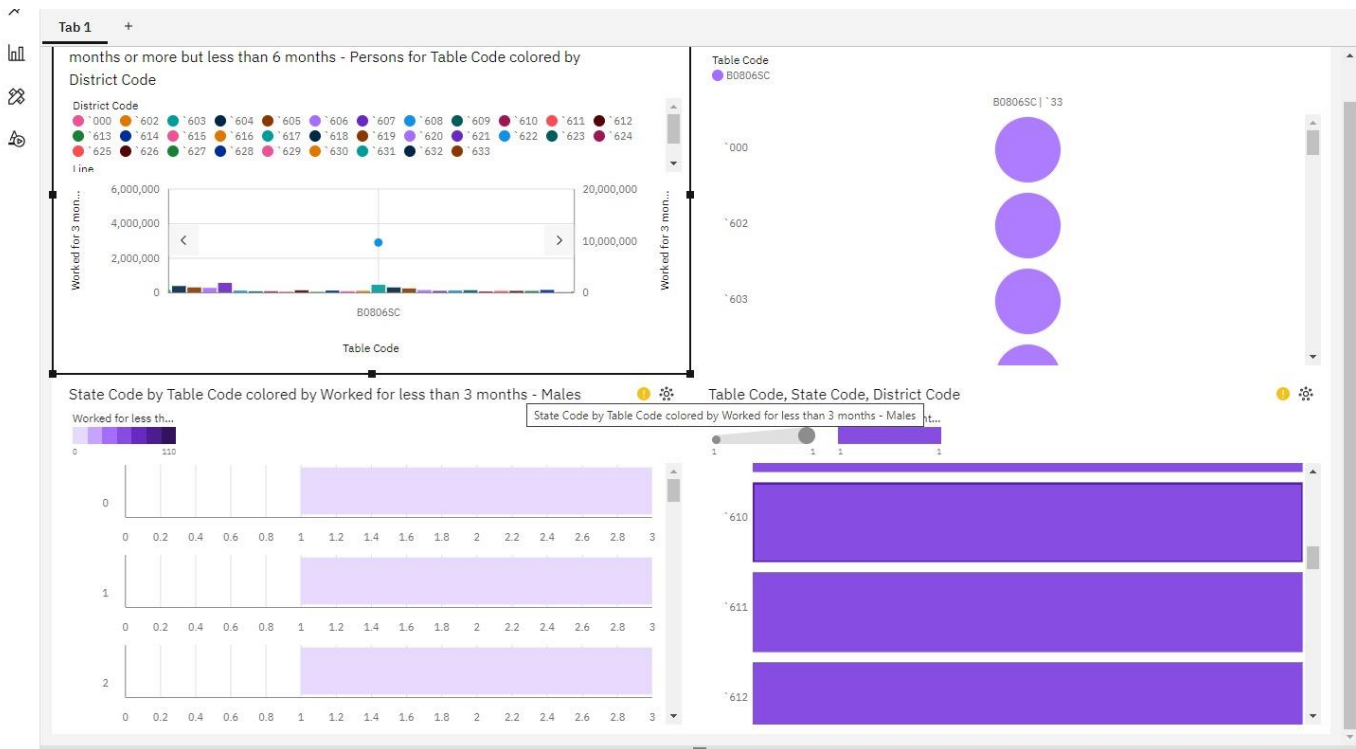 Tab 1 +
months or more but less than 6 months - Persons for Table Code colored by
District Code
District Code
`000 `602 `603 `604 `605 `606 `607 `608 `609 `610 `611 `612
`613 `614 `615 `616 `617 `618 `619 `620 `621 `622 `623 `624
`625 `626 `627 `628 `629 `630 `631 `632 `633
Line
Worked for 3 mon...
6,000,000
4,000,000
2,000,000
0
20,000,000
10,000,000
0
Worked for 3 mon...
B0806SC
Table Code
Table Code
B0806SC
B0806SC | `33
`000
`602
`603
State Code by Table Code colored by Worked for less than 3 months - Males
State Code by Table Code colored by Worked for less than 3 months - Males
Worked for less th...
0 110
0
0 0.2 0.4 0.6 0.8 1 1.2 1.4 1.6 1.8 2 2.2 2.4 2.6 2.8 3
1
0 0.2 0.4 0.6 0.8 1 1.2 1.4 1.6 1.8 2 2.2 2.4 2.6 2.8 3
2
0 0.2 0.4 0.6 0.8 1 1.2 1.4 1.6 1.8 2 2.2 2.4 2.6 2.8 3
Table Code, State Code, District Code
1 1 1 1
`610
`611
`612